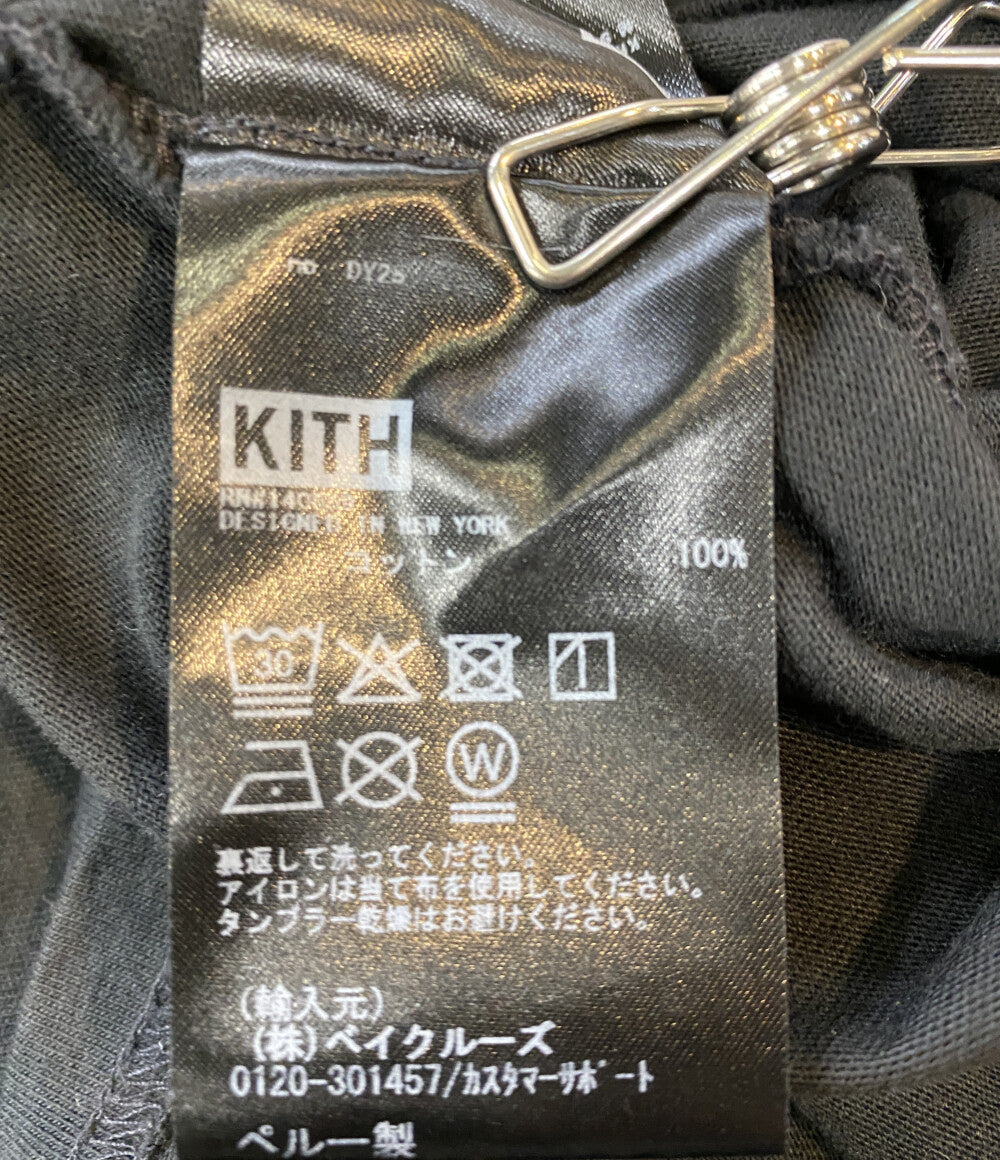 DY25
KITH
DESIGNED IN NEW YORK
コットン 100%
30
W
裏返して洗ってください。
アイロンは当て布を使用してください。
タンブラー乾燥はお避けください。
(輸入元)
(株)ベイクルーズ
0120-301457/カスタマーサポート
ペルー製